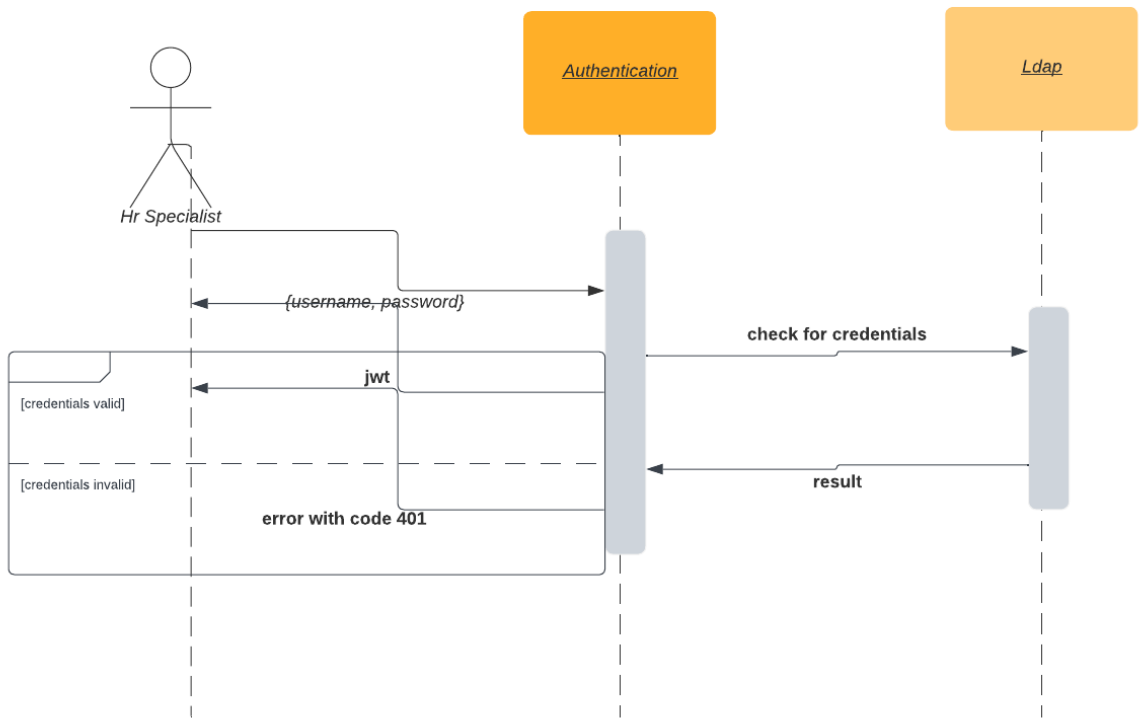 Authentication
Ldap
Hr Specialist
{username, password}
check for credentials
jwt
[credentials valid]
result
[credentials invalid]
error with code 401